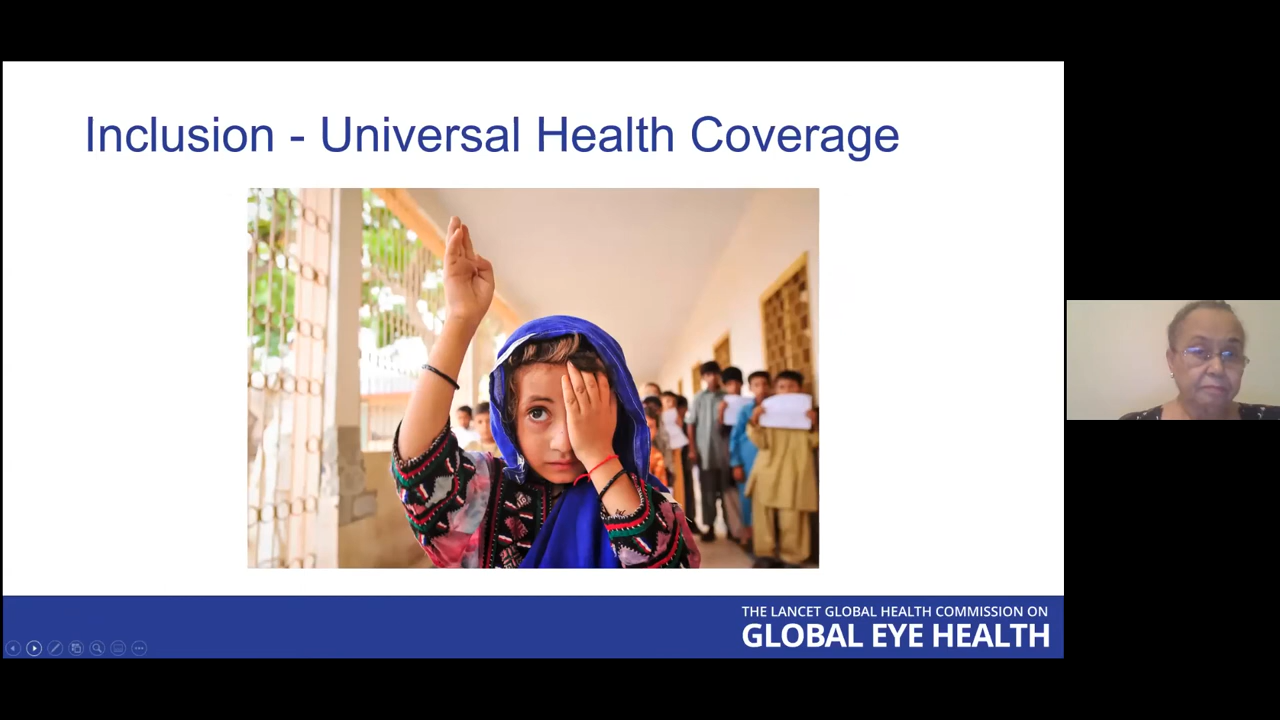 Inclusion - Universal Health Coverage
THE LANCET GLOBAL HEALTH COMMISSION ON
GLOBAL EYE HEALTH